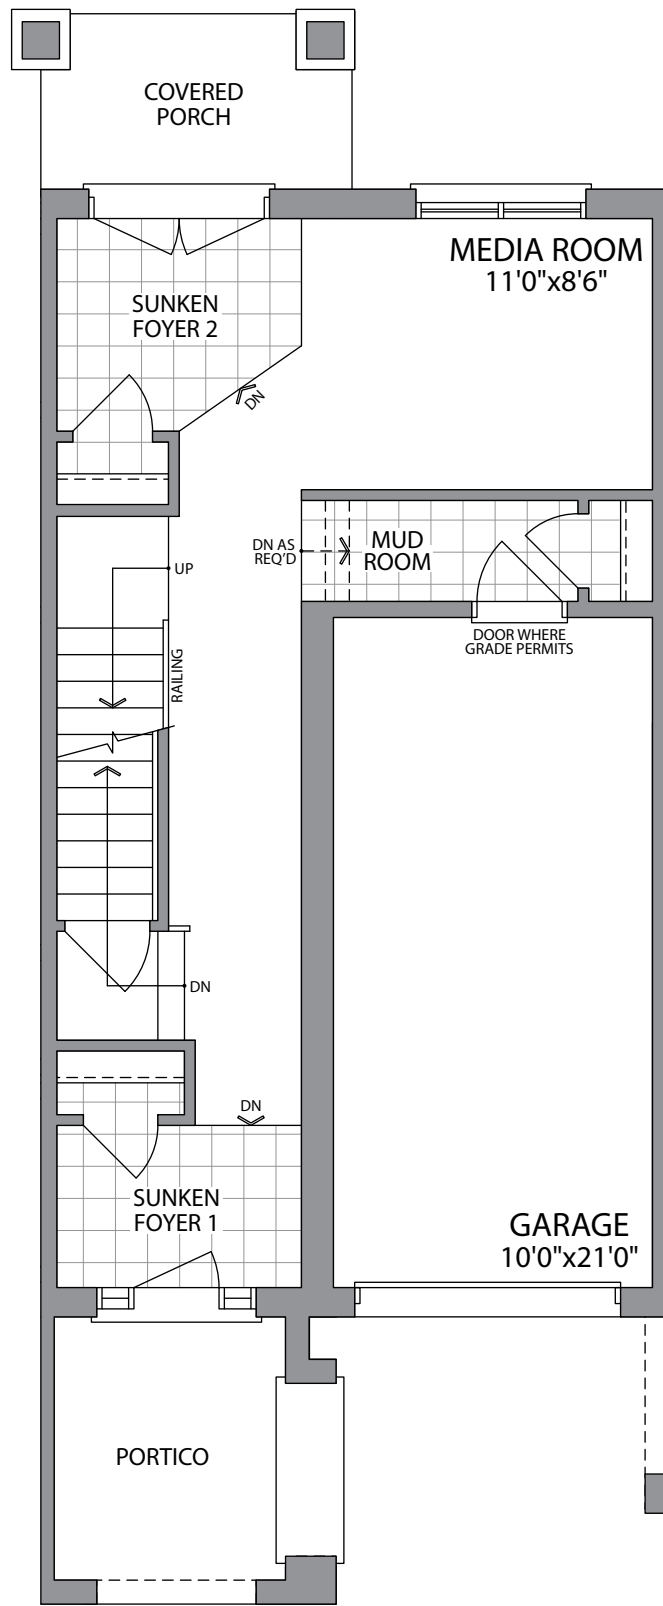 COVERED
PORCH
MEDIA ROOM
11'0"x8'6"
SUNKEN
FOYER 2
DN
DN AS
REQ'D
MUD
ROOM
UP
DOOR WHERE
GRADE PERMITS
RAILING
DN
DN
SUNKEN
FOYER 1
GARAGE
10'0"x21'0"
PORTICO